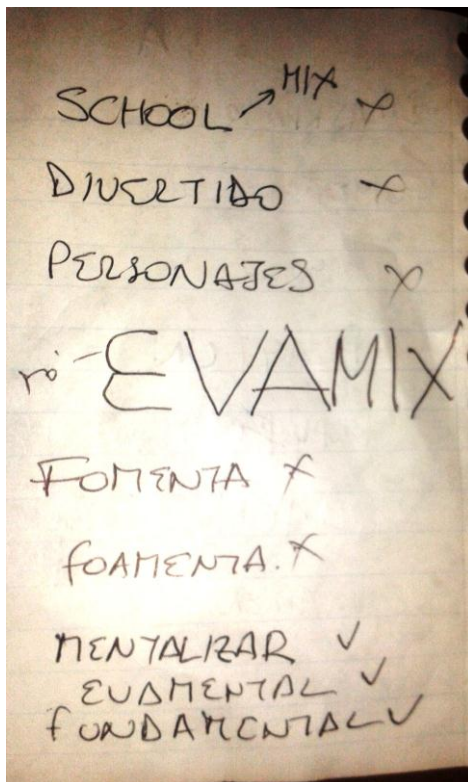 SCHOOL → MIX x
DIVERTIDO x
PERSONAJES x
EVAMIX
FOMENTA x
fOAMENTA. x
MENTALIZAR ✓
EVAMENTAL ✓
fUNDAMENTAL ✓